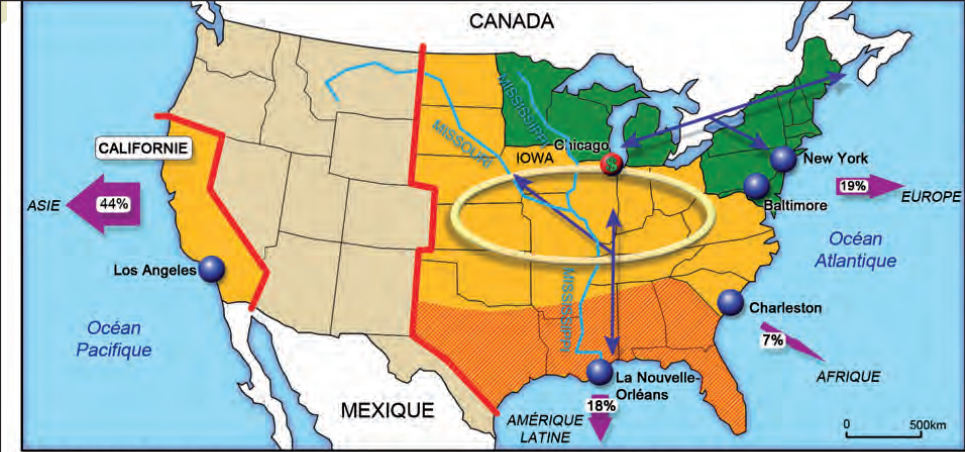 CANADA
MISSISSIPPI
MISSOURI
Chicago
$
IOWA
CALIFORNIE
New York
19%
EUROPE
ASIE
44%
Baltimore
Océan
Atlantique
Los Angeles
MISSISSIPPI
Charleston
Océan
Pacifique
7%
AFRIQUE
La Nouvelle-
Orléans
MEXIQUE
18%
AMÉRIQUE
LATINE
0
500km